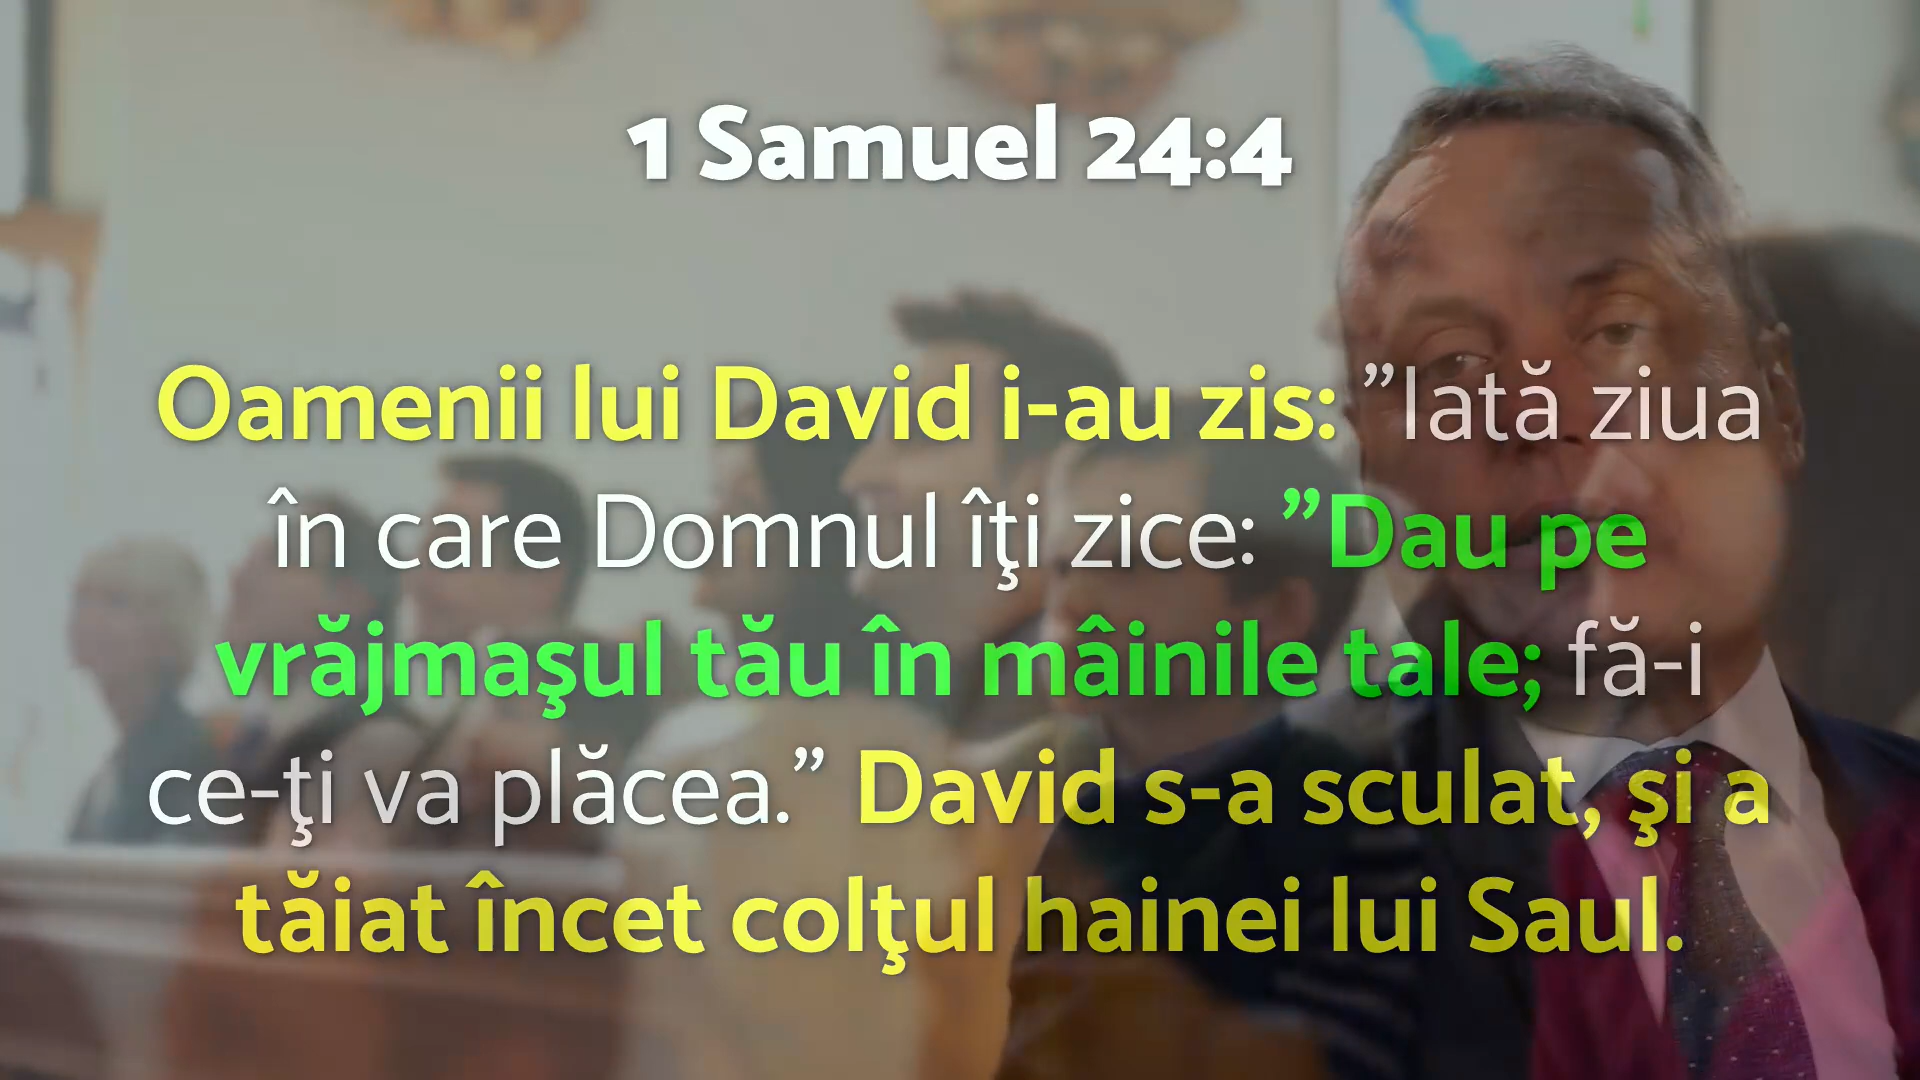 1 Samuel 24:4
Oamenii lui David i-au zis: ”Iată ziua
în care Domnul îţi zice: ”Dau pe
vrăjmaşul tău în mâinile tale; fă-i
ce-ţi va plăcea.” David s-a sculat, şi a
tăiat încet colţul hainei lui Saul.